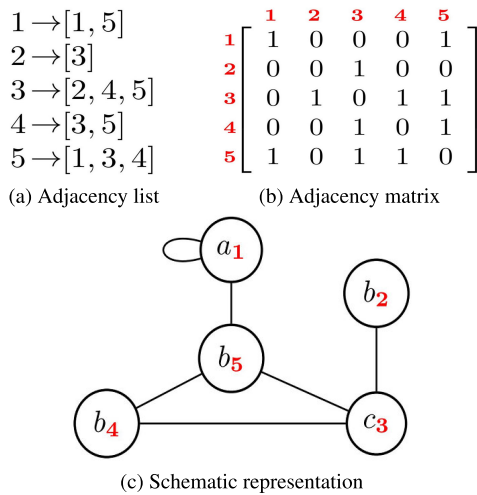 1→[1, 5]
2→[3]
3→[2, 4, 5]
4→[3, 5]
5→[1, 3, 4]
(a) Adjacency list
1 2 3 4 5
1 1 0 0 0 1
2 0 0 1 0 0
3 0 1 0 1 1
4 0 0 1 0 1
5 1 0 1 1 0
(b) Adjacency matrix
a1
b2
b5
b4
c3
(c) Schematic representation